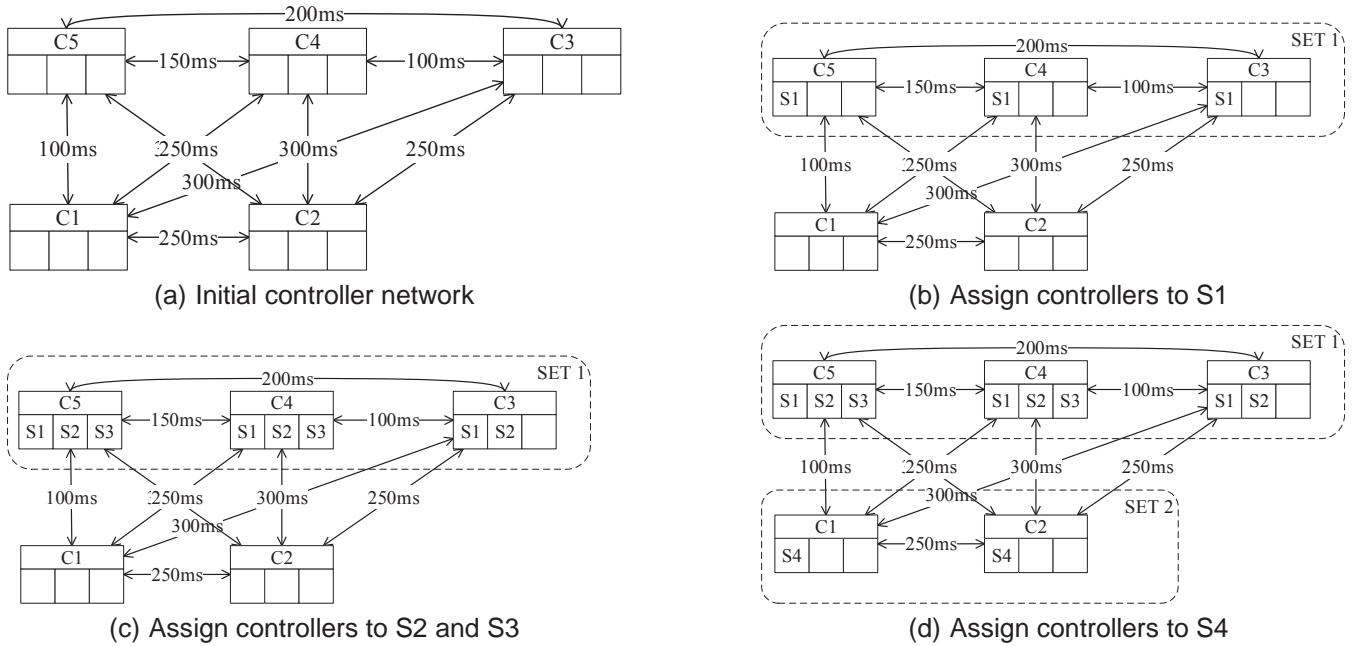 200ms
C5 C4 C3
150ms 100ms
100ms 250ms 300ms 250ms
300ms
C1 C2
250ms
(a) Initial controller network
SET 1
200ms
C5 C4 C3
150ms 100ms
S1 S1 S1
100ms 250ms 300ms 250ms
300ms
C1 C2
250ms
(b) Assign controllers to S1
SET 1
200ms
C5 C4 C3
150ms 100ms
S1 S2 S3 S1 S2 S3 S1 S2
100ms 250ms 300ms 250ms
300ms
C1 C2
250ms
(c) Assign controllers to S2 and S3
SET 1
200ms
C5 C4 C3
150ms 100ms
S1 S2 S3 S1 S2 S3 S1 S2
100ms 250ms 300ms 250ms
300ms
SET 2
C1 C2
250ms
S4 S4
(d) Assign controllers to S4